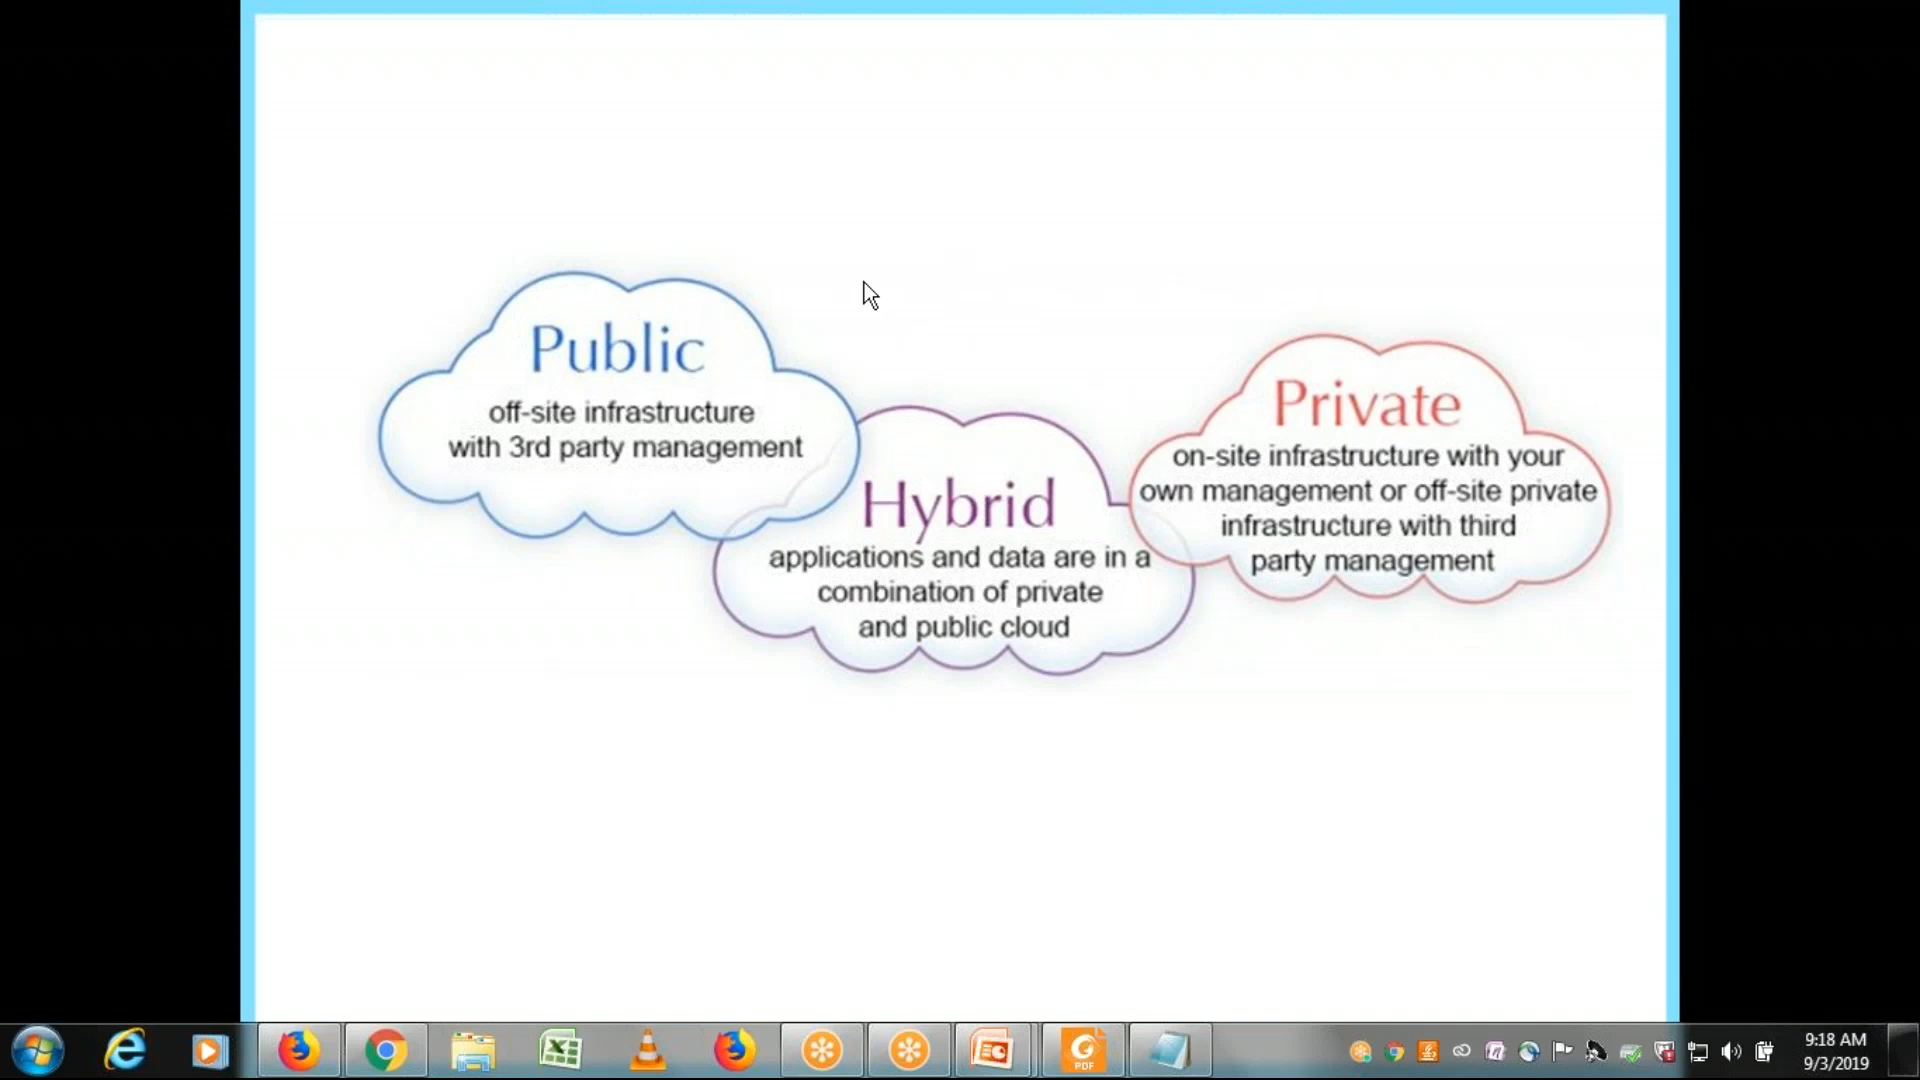 Public
off-site infrastructure
with 3rd party management
Hybrid
applications and data are in a
combination of private
and public cloud
Private
on-site infrastructure with your
own management or off-site private
infrastructure with third
party management
PDF
9:18 AM
9/3/2019